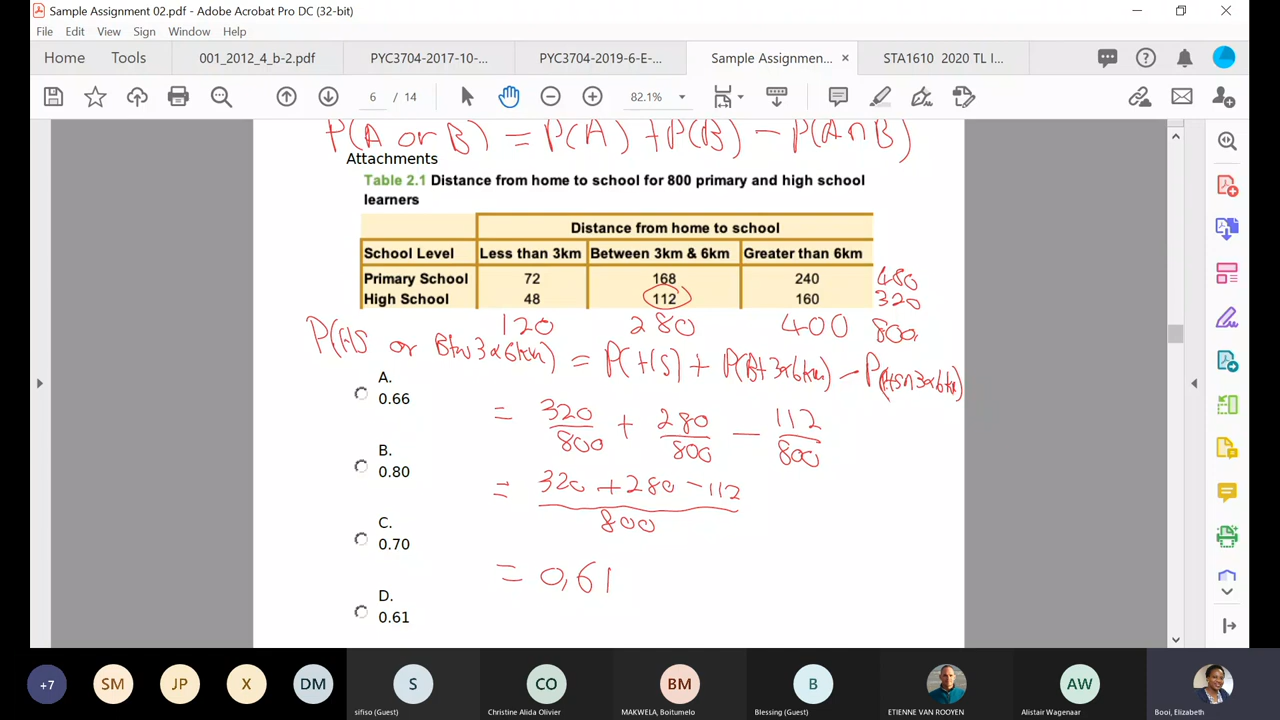 Sample Assignment 02.pdf - Adobe Acrobat Pro DC (32-bit)
File Edit View Sign Window Help
Home Tools 001_2012_4_b-2.pdf PYC3704-2017-10-... PYC3704-2019-6-E-... Sample Assignmen... × STA1610 2020 TL I...
6 / 14 82.1%
P(A or B) = P(A) + P(B) - P(A∩B)
Attachments
Table 2.1 Distance from home to school for 800 primary and high school
learners
Distance from home to school
School Level Less than 3km Between 3km & 6km Greater than 6km
Primary School 72 168 240 480
High School 48 112 160 320
120 280 400 800
P(HS or Btw 3&6km) = P(HS) + P(Bt 3&6km) - P(HS∩3&6km)
A.
0.66
= 320/800 + 280/800 - 112/800
B.
0.80
= 320 + 280 - 112
800
C.
0.70
= 0,61
D.
0.61
+7 SM JP X DM S CO BM B AW
sifiso (Guest) Christine Alida Olivier MAKWELA, Boitumelo Blessing (Guest) ETIENNE VAN ROOYEN Alistair Wagenaar Booi, Elizabeth